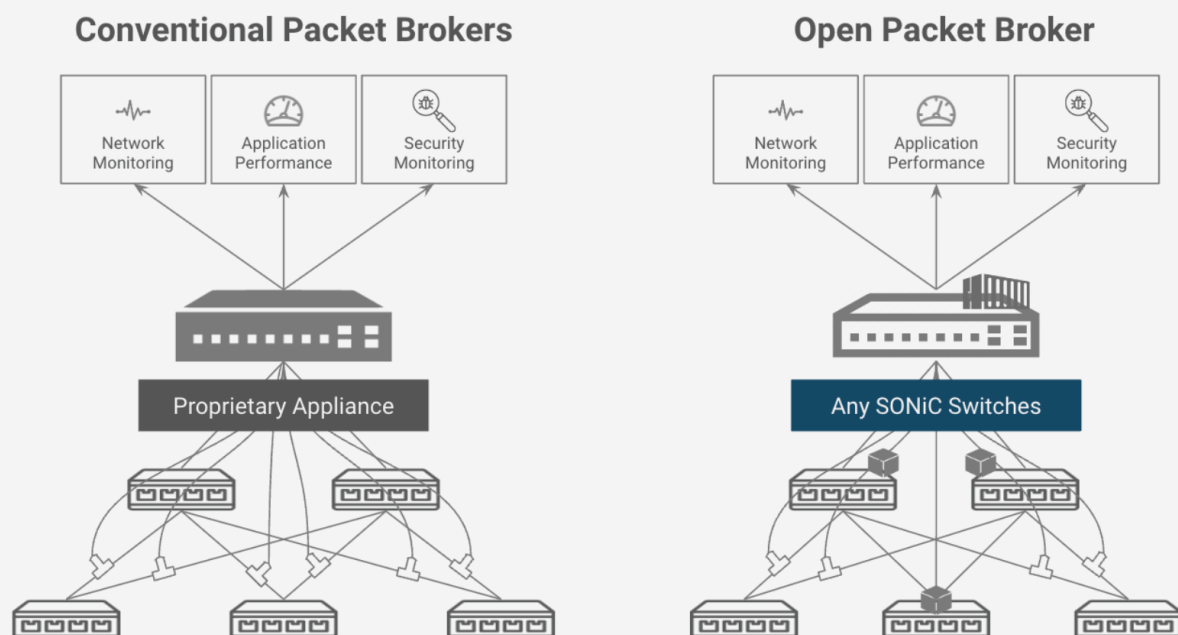 Conventional Packet Brokers
Network
Monitoring
Application
Performance
Security
Monitoring
Proprietary Appliance
Open Packet Broker
Network
Monitoring
Application
Performance
Security
Monitoring
Any SONiC Switches